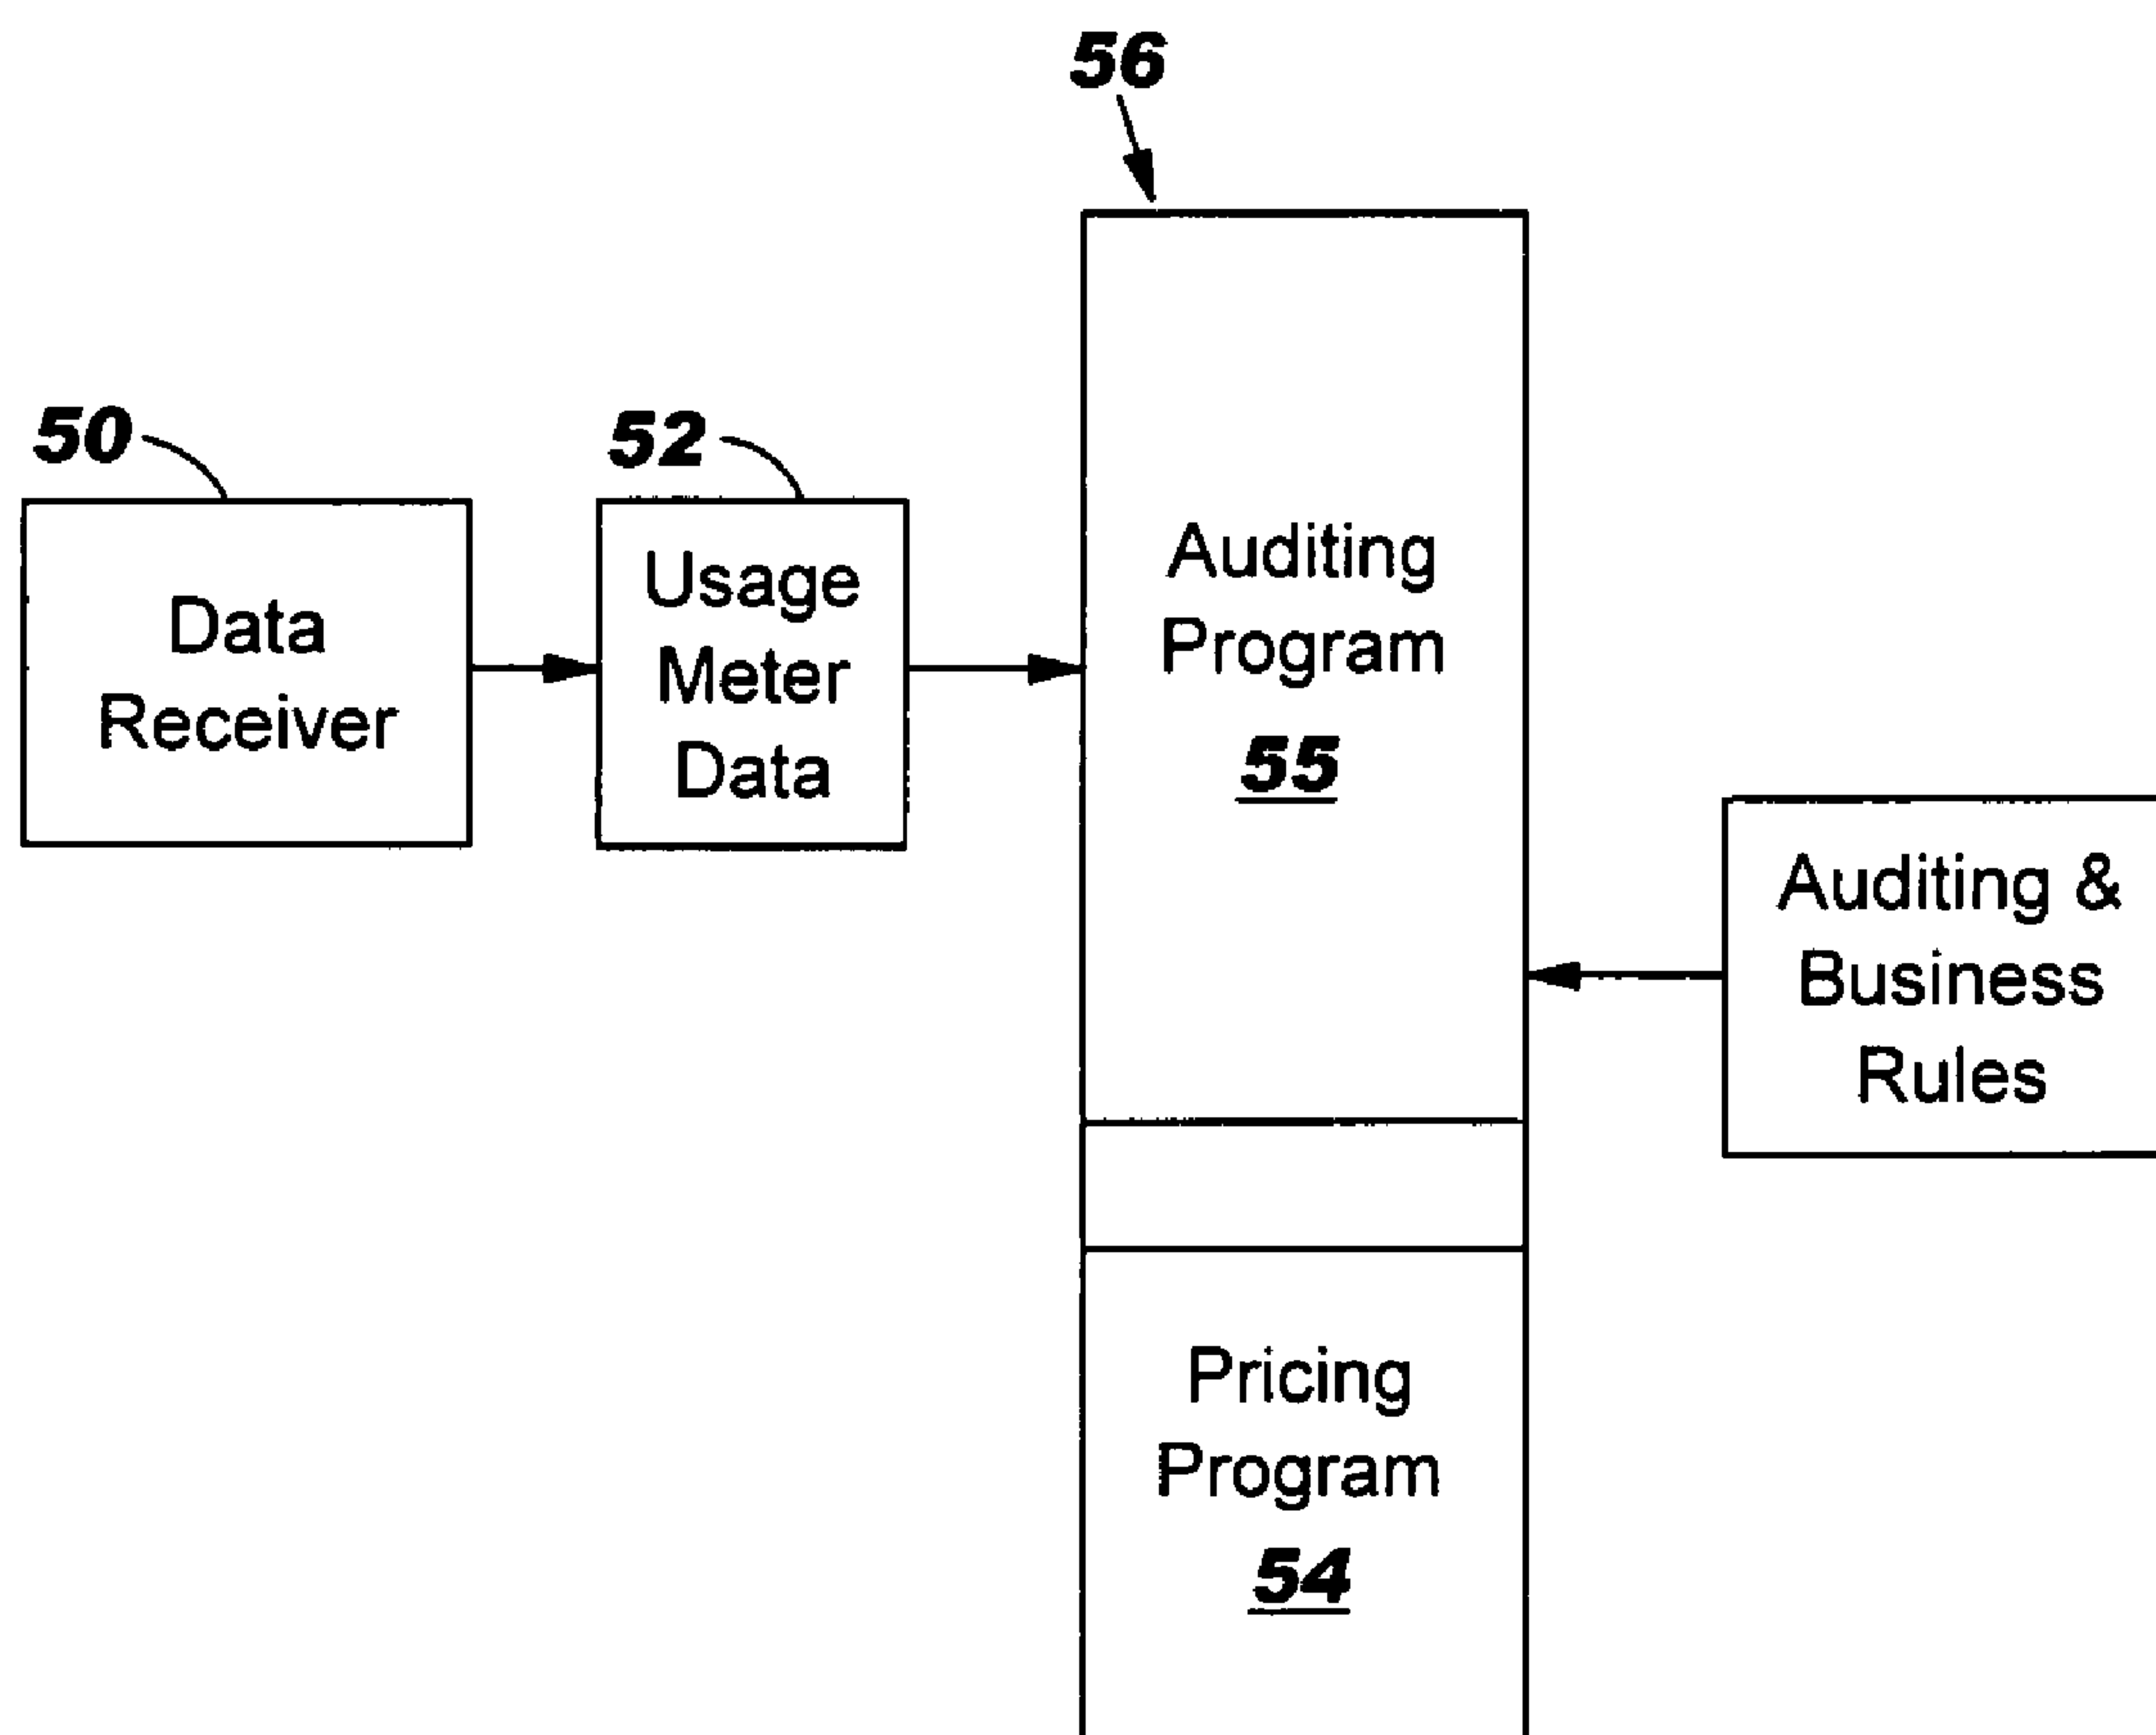 56
50
52
Data
Receiver
Usage
Meter
Data
Auditing
Program
55
Auditing &
Business
Rules
Pricing
Program
54